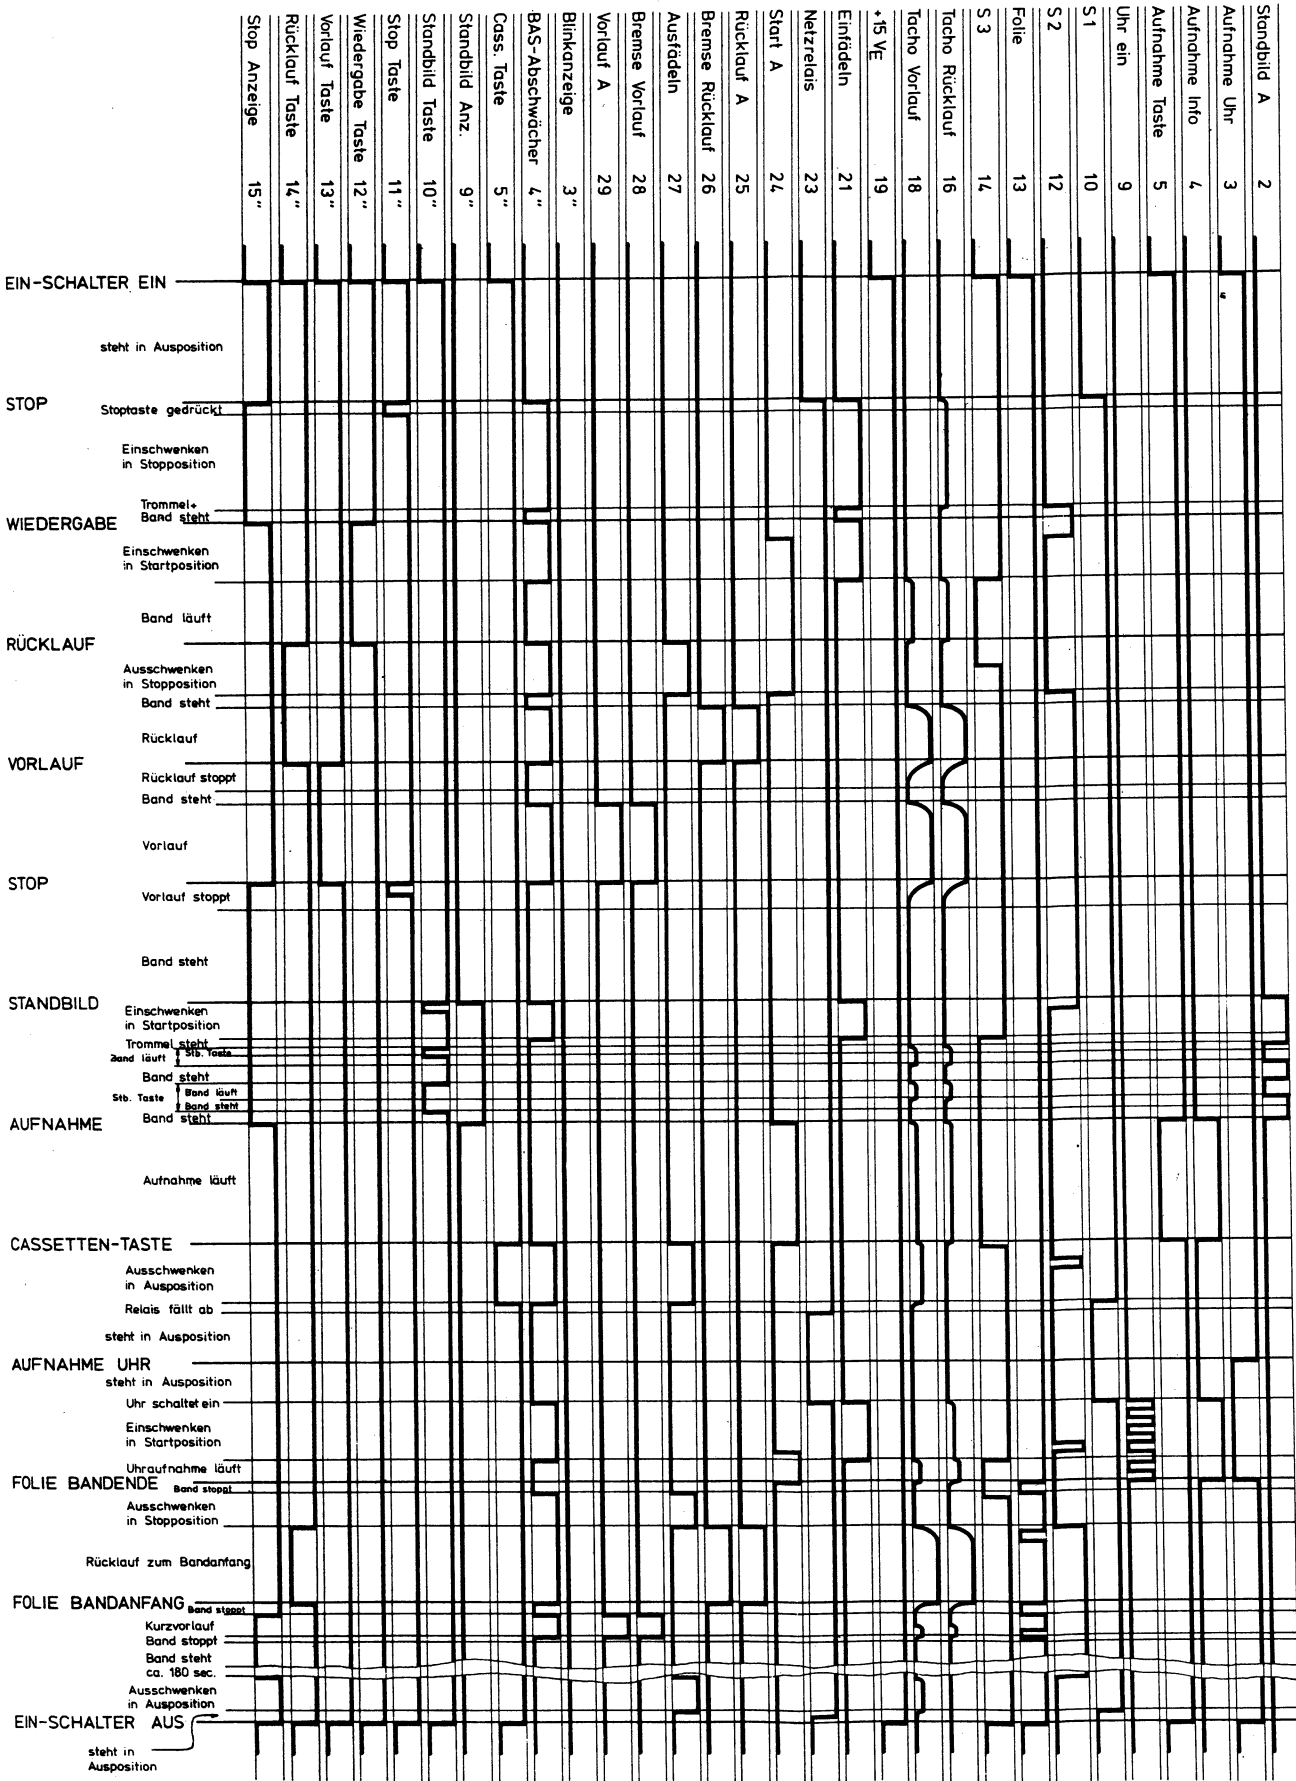 Stop Anzeige 15"
Rücklauf Taste 14"
Vorlauf Taste 13"
Wiedergabe Taste 12"
Stop Taste 11"
Standbild Taste 10"
Standbild Anz. 9"
Cass. Taste 5"
BAS-Abschwächer 4"
Blinkanzeige 3"
Vorlauf A 29
Bremse Vorlauf 28
Ausfädeln 27
Bremse Rücklauf 26
Rücklauf A 25
Start A 24
Netzrelais 23
Einfädeln 21
+15 VE 19
Tacho Vorlauf 18
Tacho Rücklauf 16
S 3 14
Folie 13
S 2 12
S 1 10
Uhr ein 9
Aufnahme Taste 5
Aufnahme Info 4
Aufnahme Uhr 3
Standbild A 2
EIN-SCHALTER EIN
steht in Ausposition
STOP
Stoptaste gedrückt
Einschwenken
in Stopposition
Trommel+
Band steht
WIEDERGABE
Einschwenken
in Startposition
Band läuft
RÜCKLAUF
Ausschwenken
in Stopposition
Band steht
Rücklauf
VORLAUF
Rücklauf stoppt
Band steht
Vorlauf
STOP
Vorlauf stoppt
Band steht
STANDBILD
Einschwenken
in Startposition
Trommel steht
Band läuft Stb. Taste
Band steht
Stb. Taste Band läuft
Band steht
Band steht
AUFNAHME
Aufnahme läuft
CASSETTEN-TASTE
Ausschwenken
in Ausposition
Relais fällt ab
steht in Ausposition
AUFNAHME UHR
steht in Ausposition
Uhr schaltet ein
Einschwenken
in Startposition
Uhraufnahme läuft
FOLIE BANDENDE Band stoppt
Ausschwenken
in Stopposition
Rücklauf zum Bandanfang
FOLIE BANDANFANG Band stoppt
Kurzvorlauf
Band stoppt
Band steht
ca. 180 sec.
Ausschwenken
in Ausposition
EIN-SCHALTER AUS
steht in
Ausposition